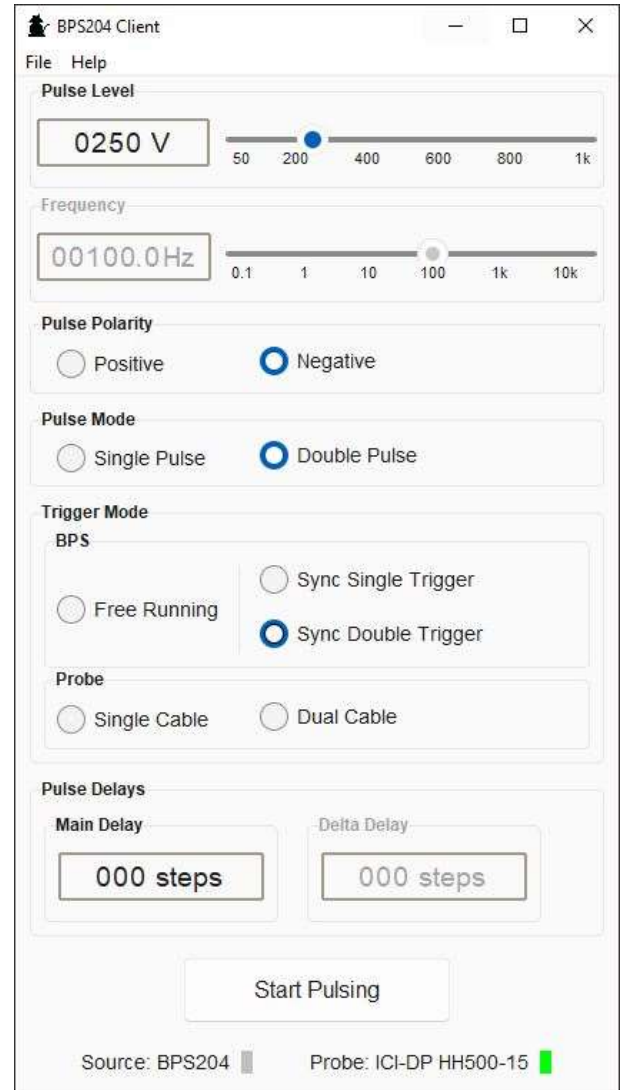 BPS204 Client
File Help
Pulse Level
0250 V
50 200 400 600 800 1k
Frequency
00100.0Hz
0.1 1 10 100 1k 10k
Pulse Polarity
Positive Negative
Pulse Mode
Single Pulse Double Pulse
Trigger Mode
BPS
Sync Single Trigger
Free Running
Sync Double Trigger
Probe
Single Cable Dual Cable
Pulse Delays
Main Delay Delta Delay
000 steps 000 steps
Start Pulsing
Source: BPS204 Probe: ICI-DP HH500-15